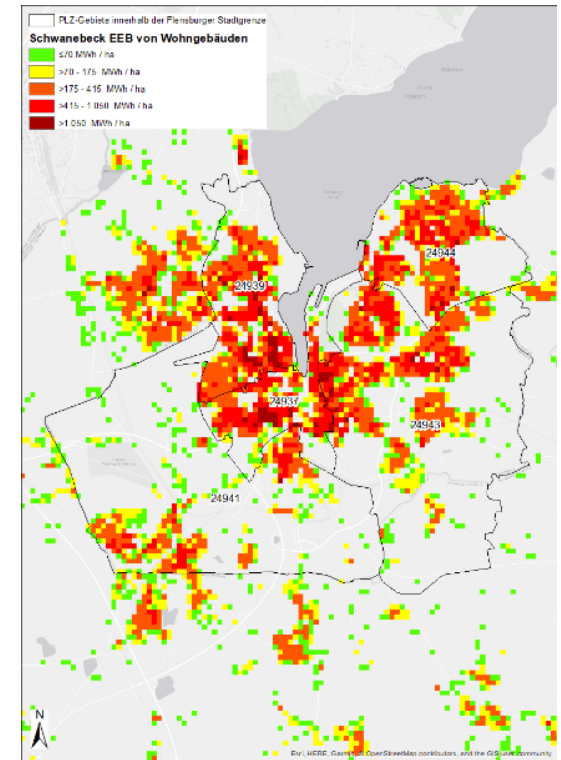 PLZ-Gebiete innerhalb der Flensburger Stadtgrenze
Schwanebeck EEB von Wohngebäuden
≤70 MWh / ha
>70 - 175 MWh / ha
>175 - 415 MWh / ha
>415 - 1.050 MWh / ha
>1.050 MWh / ha
24944
24939
24937
24943
24941
N
Esri, HERE, Garmin, © OpenStreetMap contributors, and the GIS user community